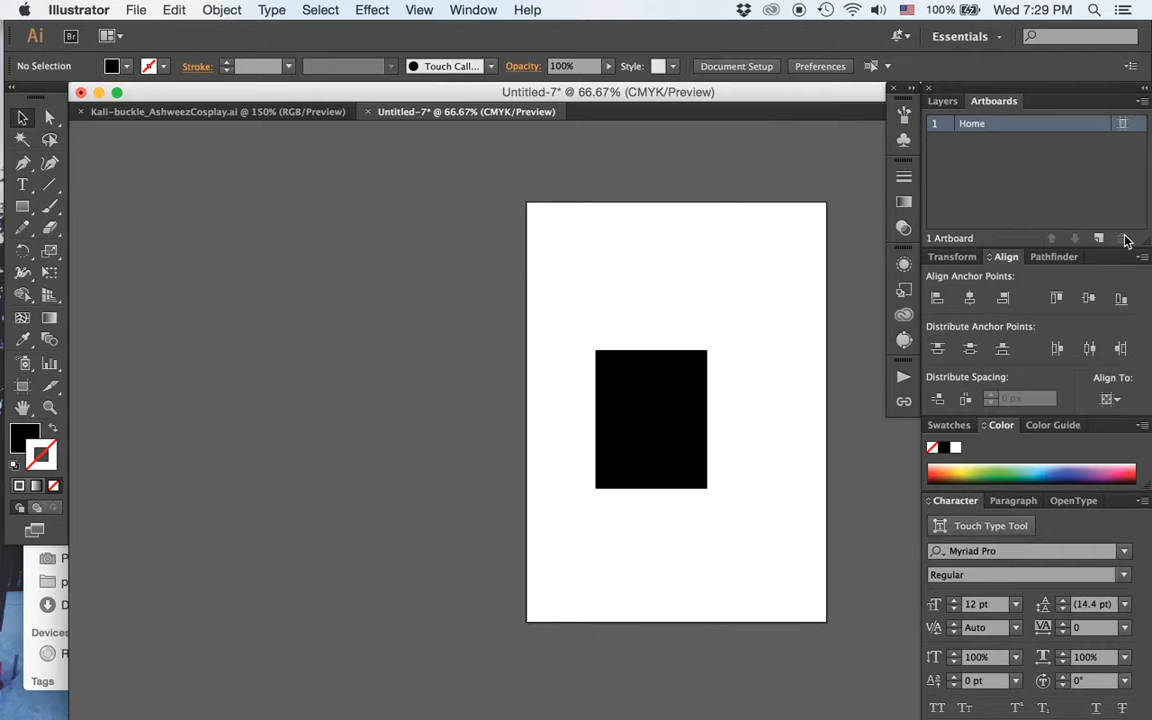 Illustrator File Edit Object Type Select Effect View Window Help 100% Wed 7:29 PM
Ai Br Essentials
No Selection Stroke: Touch Call... Opacity: 100% Style: Document Setup Preferences
Untitled-7* @ 66.67% (CMYK/Preview)
Kali-buckle_AshweezCosplay.ai @ 150% (RGB/Preview) Untitled-7* @ 66.67% (CMYK/Preview)
Layers Artboards
1 Home
1 Artboard
Transform Align Pathfinder
Align Anchor Points:
Distribute Anchor Points:
Distribute Spacing: Align To:
0 px
Swatches Color Color Guide
Character Paragraph OpenType
Touch Type Tool
Myriad Pro
Regular
12 pt (14.4 pt)
Auto 0
100% 100%
0 pt 0°
Devices
Tags